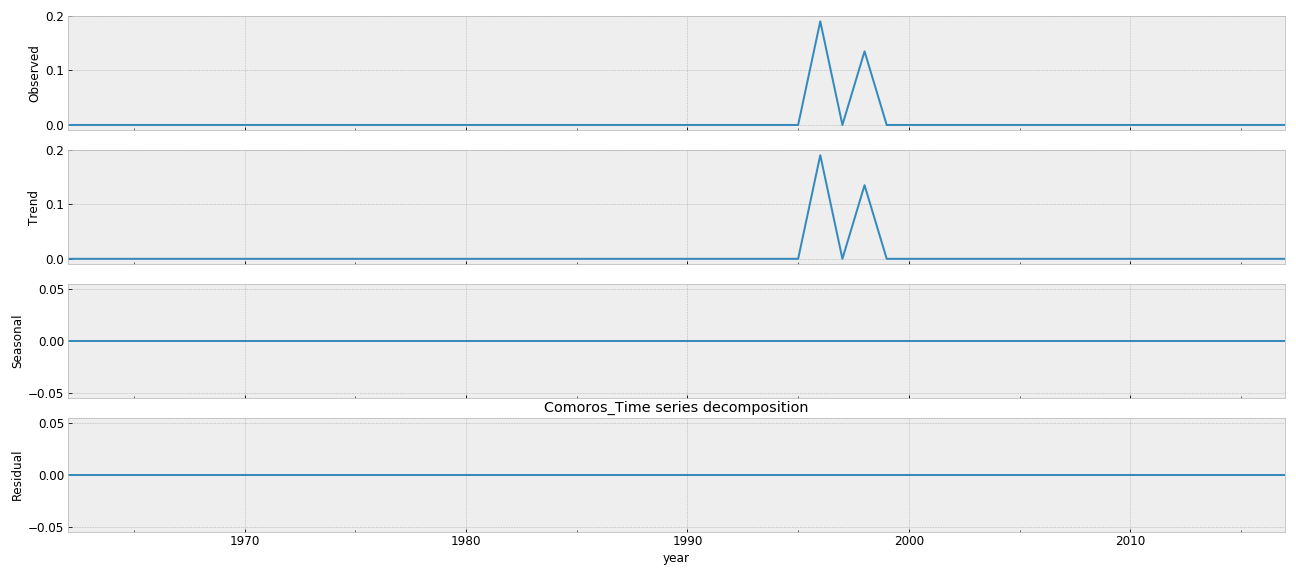 0.2
0.1
0.0
Observed
0.2
0.1
0.0
Trend
0.05
0.00
−0.05
Seasonal
Comoros_Time series decomposition
0.05
0.00
−0.05
Residual
1970 1980 1990 2000 2010
year